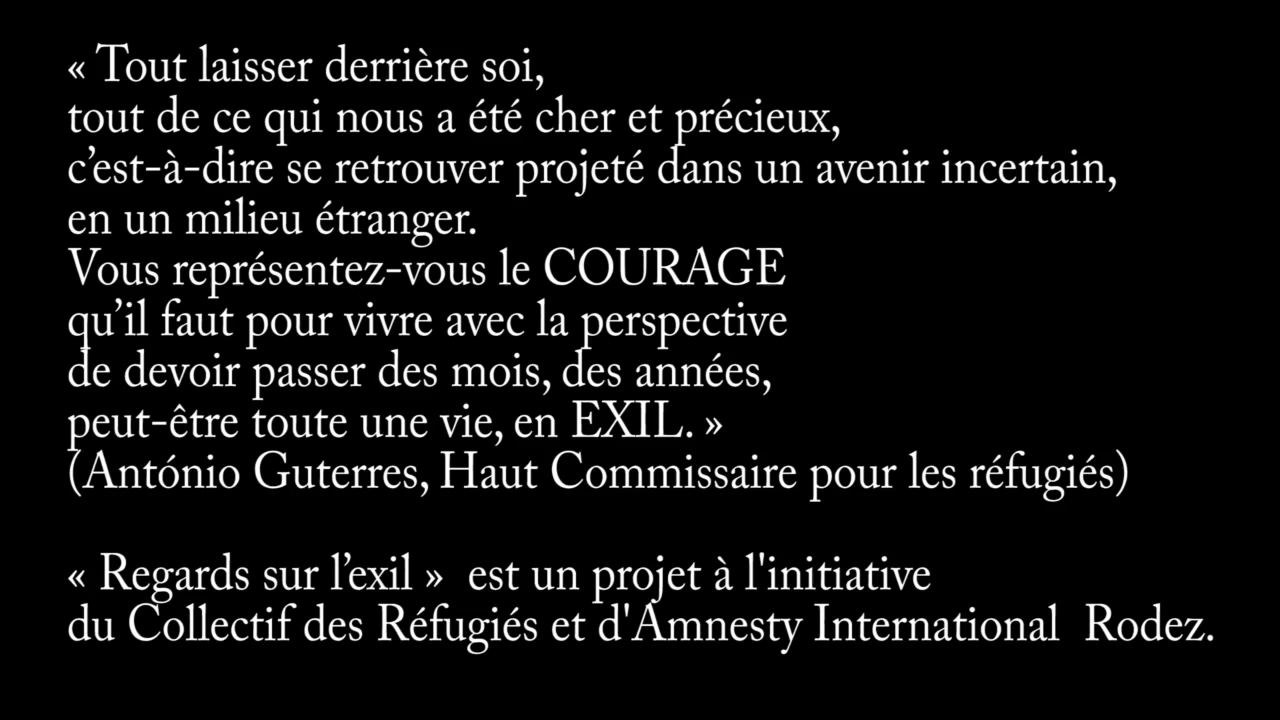 « Tout laisser derrière soi,
tout de ce qui nous a été cher et précieux,
c’est-à-dire se retrouver projeté dans un avenir incertain,
en un milieu étranger.
Vous représentez-vous le COURAGE
qu’il faut pour vivre avec la perspective
de devoir passer des mois, des années,
peut-être toute une vie, en EXIL. »
(António Guterres, Haut Commissaire pour les réfugiés)
« Regards sur l’exil »  est un projet à l'initiative
du Collectif des Réfugiés et d'Amnesty International  Rodez.